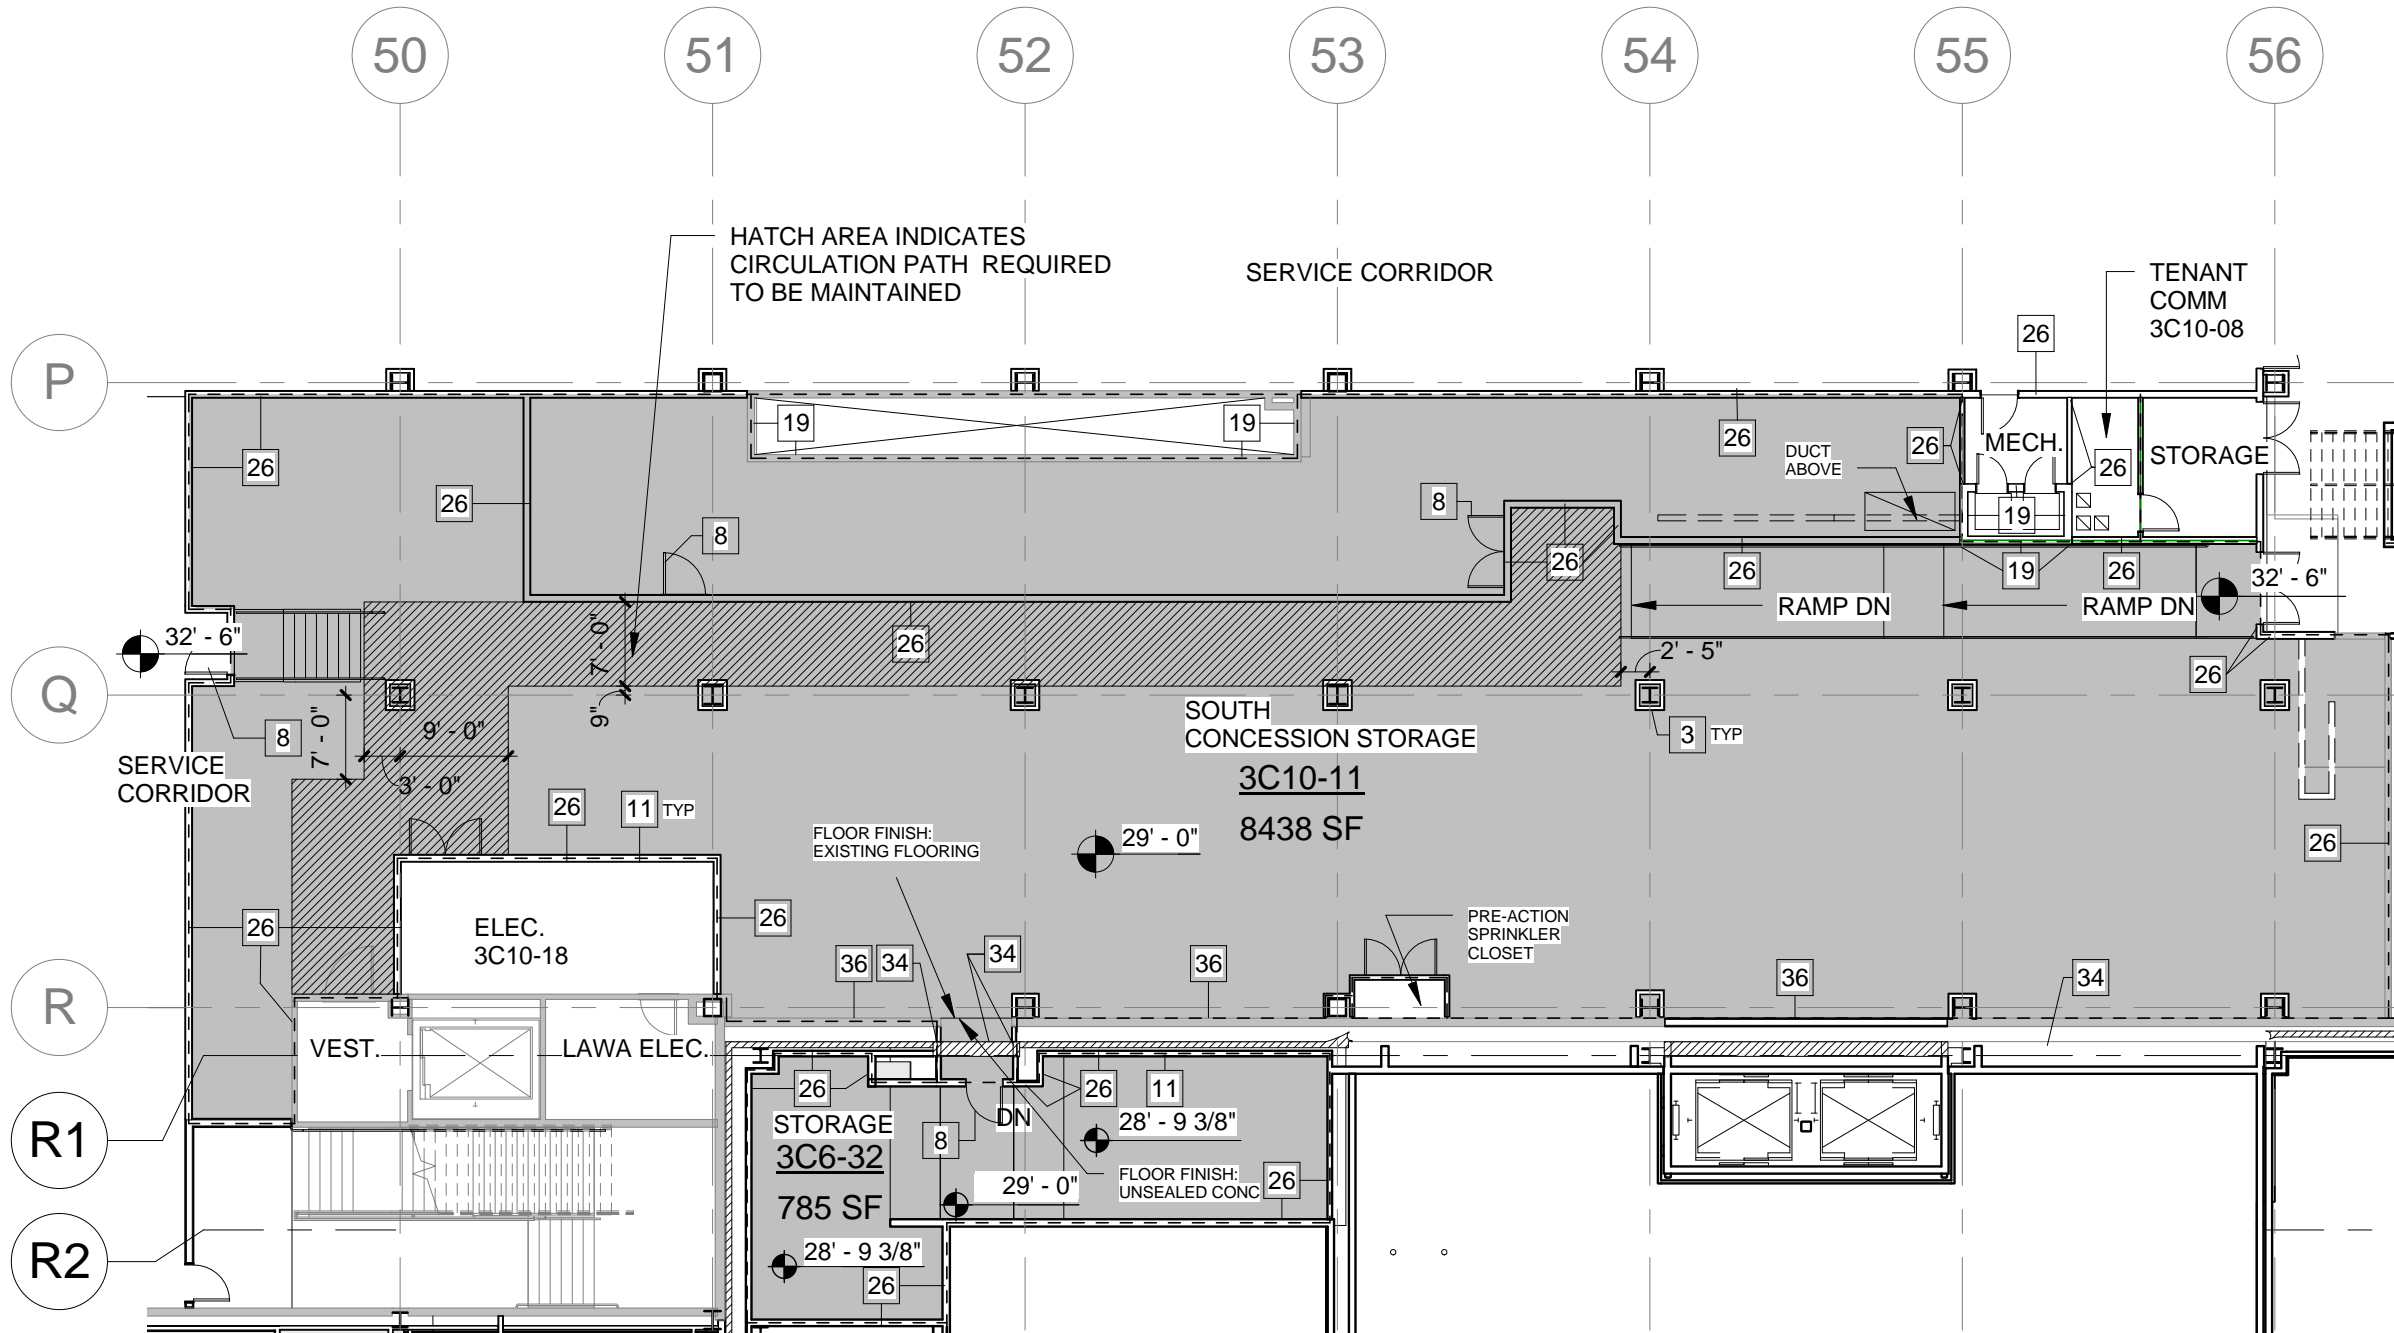 50
51
52
53
54
55
56
HATCH AREA INDICATES
CIRCULATION PATH REQUIRED
TO BE MAINTAINED
SERVICE CORRIDOR
TENANT
COMM
3C10-08
26
P
19
19
26
26
MECH.
STORAGE
26
26
26
DUCT
ABOVE
8
8
19
26
26
19
26
32' - 6"
RAMP DN
RAMP DN
32' - 6"
7' - 0"
26
2' - 5"
26
Q
9"
7' - 0"
9' - 0"
3' - 0"
8
SERVICE
CORRIDOR
SOUTH
CONCESSION STORAGE
3C10-11
8438 SF
3 TYP
26
11 TYP
FLOOR FINISH:
EXISTING FLOORING
29' - 0"
26
26
26
ELEC.
3C10-18
PRE-ACTION
SPRINKLER
CLOSET
36
34
34
36
36
34
R
VEST.
LAWA ELEC.
26
26
11
R1
STORAGE
3C6-32
785 SF
DN
8
28' - 9 3/8"
29' - 0"
FLOOR FINISH:
UNSEALED CONC
26
R2
28' - 9 3/8"
26